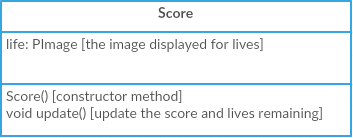 Score
life: PImage [the image displayed for lives]
Score() [constructor method]
void update() [update the score and lives remaining]